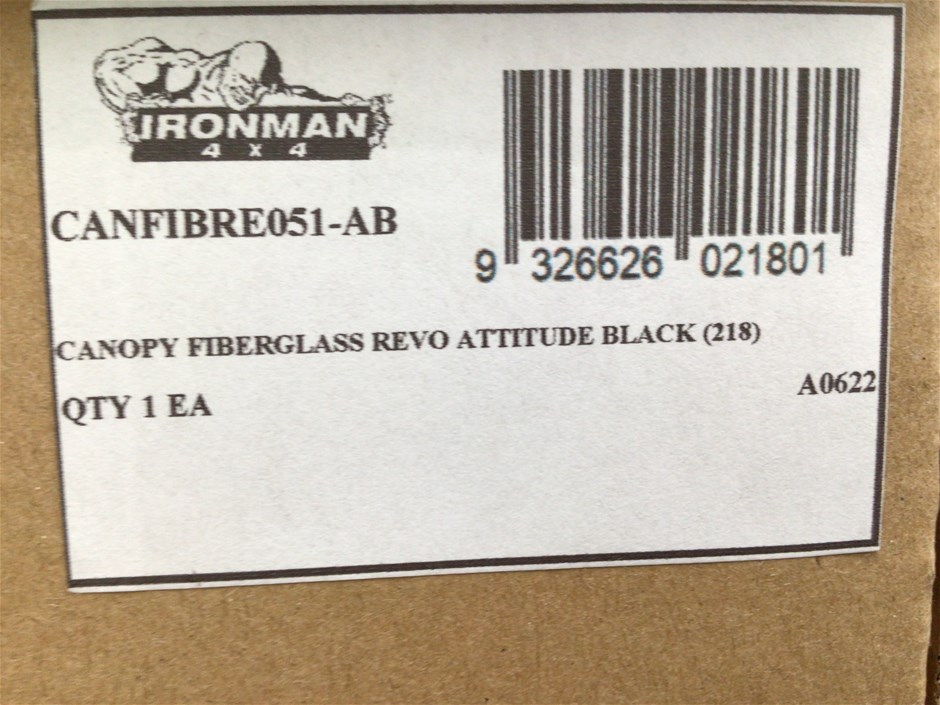 IRONMAN
4 X 4
CANFIBRE051-AB
9 326626 021801
CANOPY FIBERGLASS REVO ATTITUDE BLACK (218)
A0622
QTY 1 EA